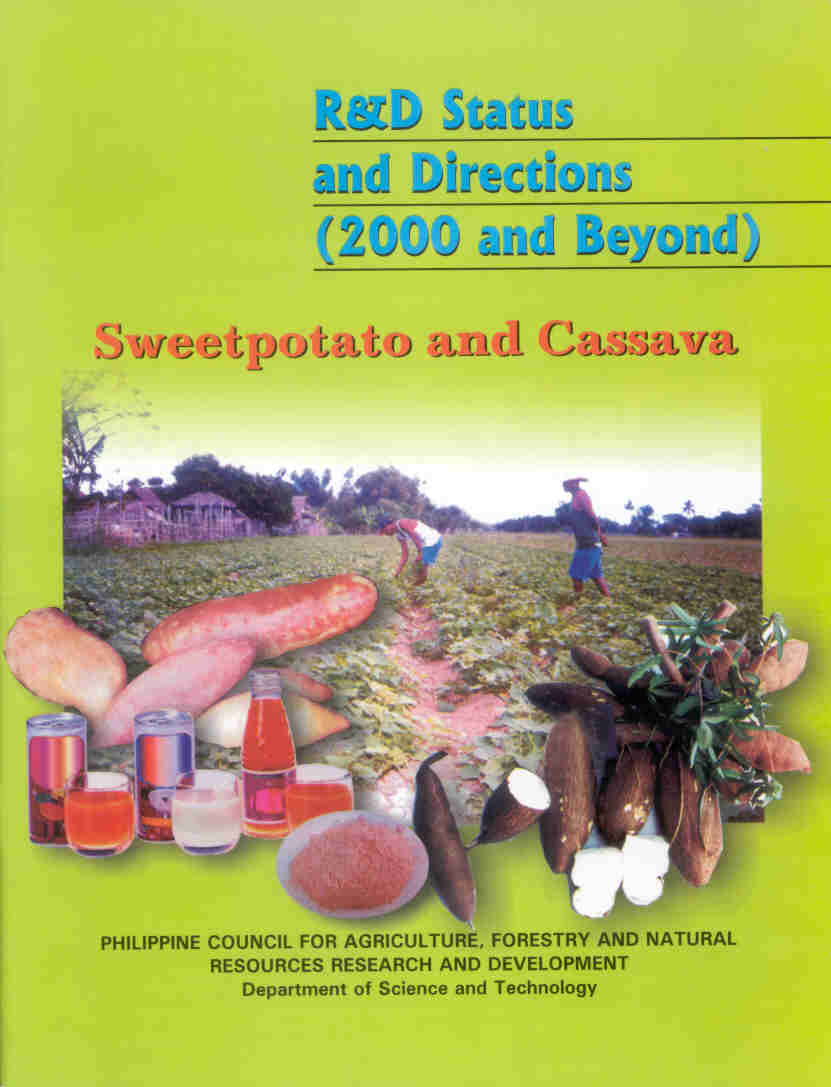 R&D Status
and Directions
(2000 and Beyond)
Sweetpotato and Cassava
PHILIPPINE COUNCIL FOR AGRICULTURE, FORESTRY AND NATURAL
RESOURCES RESEARCH AND DEVELOPMENT
Department of Science and Technology